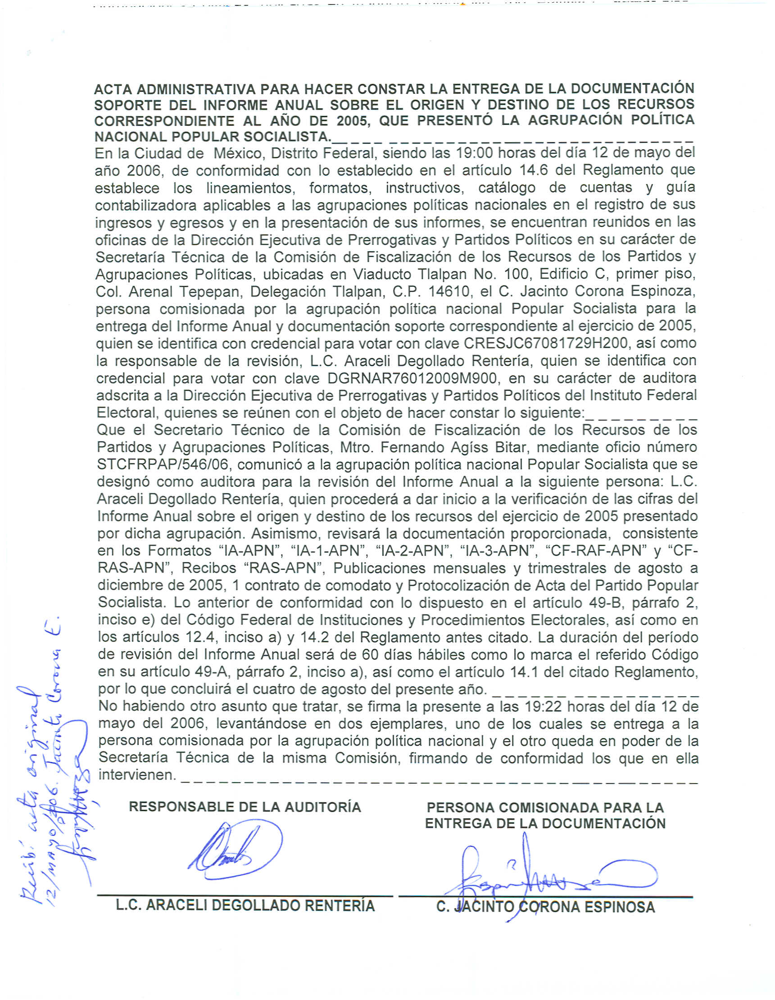 ACTA ADMINISTRATIVA PARA HACER CONSTAR LA ENTREGA DE LA DOCUMENTACIÓN
SOPORTE DEL INFORME ANUAL SOBRE EL ORIGEN Y DESTINO DE LOS RECURSOS
CORRESPONDIENTE AL AÑO DE 2005, QUE PRESENTÓ LA AGRUPACIÓN POLÍTICA
NACIONAL POPULAR SOCIALISTA.
En la Ciudad de México, Distrito Federal, siendo las 19:00 horas del día 12 de mayo del
año 2006, de conformidad con lo establecido en el artículo 14.6 del Reglamento que
establece los lineamientos, formatos, instructivos, catálogo de cuentas y guía
contabilizadora aplicables a las agrupaciones políticas nacionales en el registro de sus
ingresos y egresos y en la presentación de sus informes, se encuentran reunidos en las
oficinas de la Dirección Ejecutiva de Prerrogativas y Partidos Políticos en su carácter de
Secretaría Técnica de la Comisión de Fiscalización de los Recursos de los Partidos y
Agrupaciones Políticas, ubicadas en Viaducto Tlalpan No. 100, Edificio C, primer piso,
Col. Arenal Tepepan, Delegación Tlalpan, C.P. 14610, el C. Jacinto Corona Espinoza,
persona comisionada por la agrupación política nacional Popular Socialista para la
entrega del Informe Anual y documentación soporte correspondiente al ejercicio de 2005,
quien se identifica con credencial para votar con clave CRESJC67081729H200, así como
la responsable de la revisión, L.C. Araceli Degollado Rentería, quien se identifica con
credencial para votar con clave DGRNAR76012009M900, en su carácter de auditora
adscrita a la Dirección Ejecutiva de Prerrogativas y Partidos Políticos del Instituto Federal
Electoral, quienes se reúnen con el objeto de hacer constar lo siguiente:
Que el Secretario Técnico de la Comisión de Fiscalización de los Recursos de los
Partidos y Agrupaciones Políticas, Mtro. Fernando Agíss Bitar, mediante oficio número
STCFRPAP/546/06, comunicó a la agrupación política nacional Popular Socialista que se
designó como auditora para la revisión del Informe Anual a la siguiente persona: L.C.
Araceli Degollado Rentería, quien procederá a dar inicio a la verificación de las cifras del
Informe Anual sobre el origen y destino de los recursos del ejercicio de 2005 presentado
por dicha agrupación. Asimismo, revisará la documentación proporcionada, consistente
en los Formatos “IA-APN”, “IA-1-APN”, “IA-2-APN”, “IA-3-APN”, “CF-RAF-APN” y “CF-
RAS-APN”, Recibos “RAS-APN”, Publicaciones mensuales y trimestrales de agosto a
diciembre de 2005, 1 contrato de comodato y Protocolización de Acta del Partido Popular
Socialista. Lo anterior de conformidad con lo dispuesto en el artículo 49-B, párrafo 2,
inciso e) del Código Federal de Instituciones y Procedimientos Electorales, así como en
los artículos 12.4, inciso a) y 14.2 del Reglamento antes citado. La duración del período
de revisión del Informe Anual será de 60 días hábiles como lo marca el referido Código
en su artículo 49-A, párrafo 2, inciso a), así como el artículo 14.1 del citado Reglamento,
por lo que concluirá el cuatro de agosto del presente año.
No habiendo otro asunto que tratar, se firma la presente a las 19:22 horas del día 12 de
mayo del 2006, levantándose en dos ejemplares, uno de los cuales se entrega a la
persona comisionada por la agrupación política nacional y el otro queda en poder de la
Secretaría Técnica de la misma Comisión, firmando de conformidad los que en ella
intervienen.
Recibí acta original
12/mayo/2006. Jacinto Corona E.
RESPONSABLE DE LA AUDITORÍA
PERSONA COMISIONADA PARA LA
ENTREGA DE LA DOCUMENTACIÓN
L.C. ARACELI DEGOLLADO RENTERÍA
C. JACINTO CORONA ESPINOSA